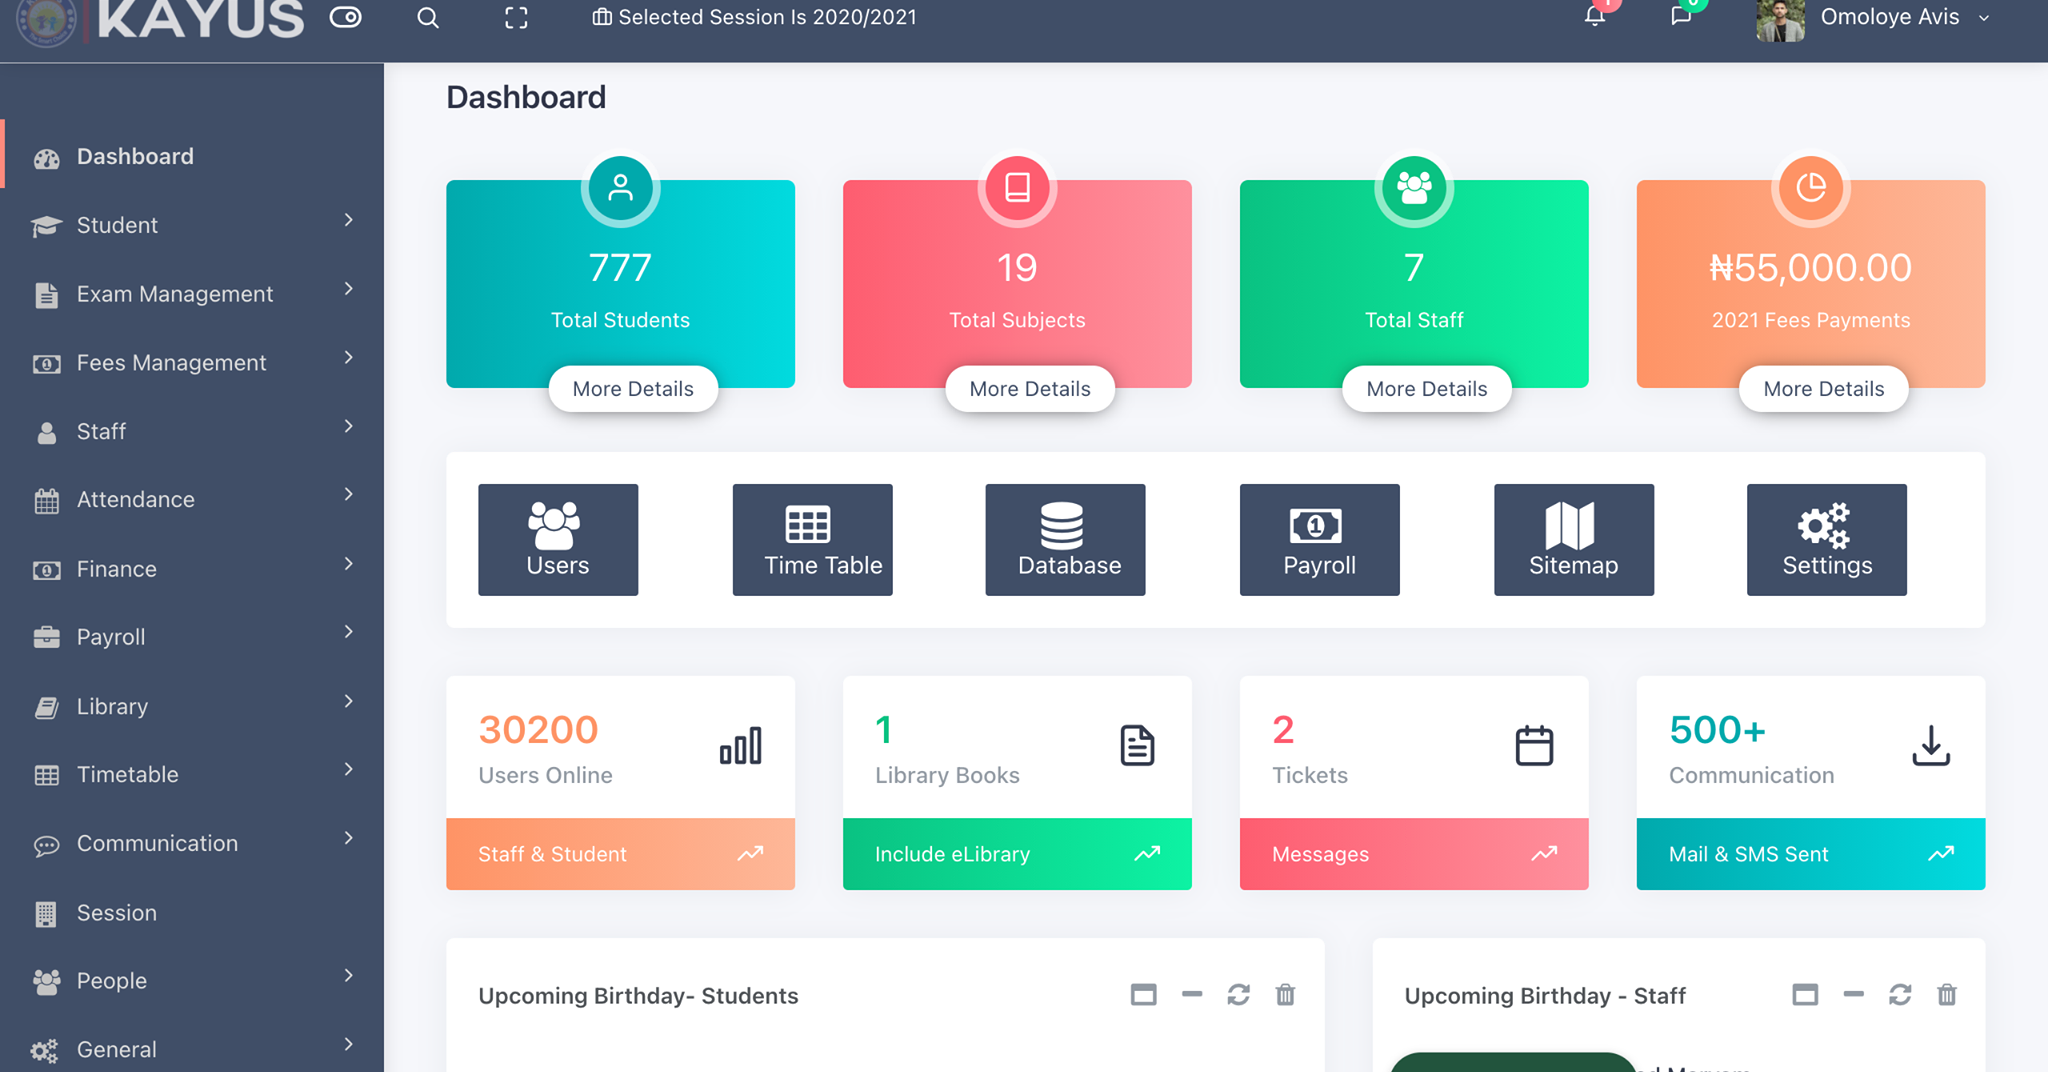 KAYUS
Selected Session Is 2020/2021
1
0
Omoloye Avis
Dashboard
Student
Exam Management
Fees Management
Staff
Attendance
Finance
Payroll
Library
Timetable
Communication
Session
People
General
Dashboard
777
Total Students
More Details
19
Total Subjects
More Details
7
Total Staff
More Details
₦55,000.00
2021 Fees Payments
More Details
Users
Time Table
Database
Payroll
Sitemap
Settings
30200
Users Online
Staff & Student
1
Library Books
Include eLibrary
2
Tickets
Messages
500+
Communication
Mail & SMS Sent
Upcoming Birthday- Students
Upcoming Birthday - Staff